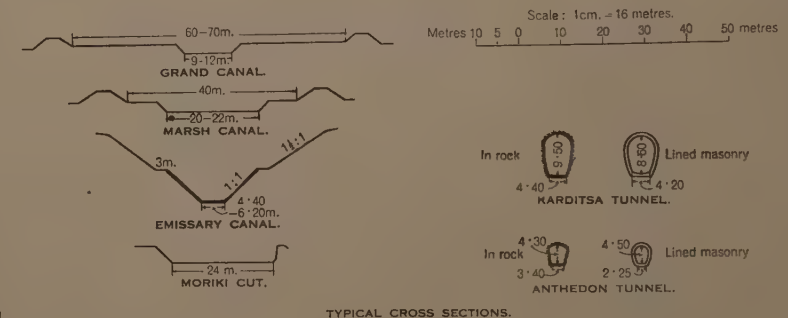 60-70m.
9-12m.
GRAND CANAL.
40m.
20-22m.
MARSH CANAL.
3m.
1:1
1½:1
4·40
-6·20m.
EMISSARY CANAL.
24 m.
MORIKI CUT.
Scale: 1cm. = 16 metres.
Metres 10 5 0 10 20 30 40 50 metres
In rock
9·50
4·40
8·60
Lined masonry
4·20
KARDITSA TUNNEL.
In rock
4·30
3·40
4·50
Lined masonry
2·25
ANTHEDON TUNNEL.
TYPICAL CROSS SECTIONS.